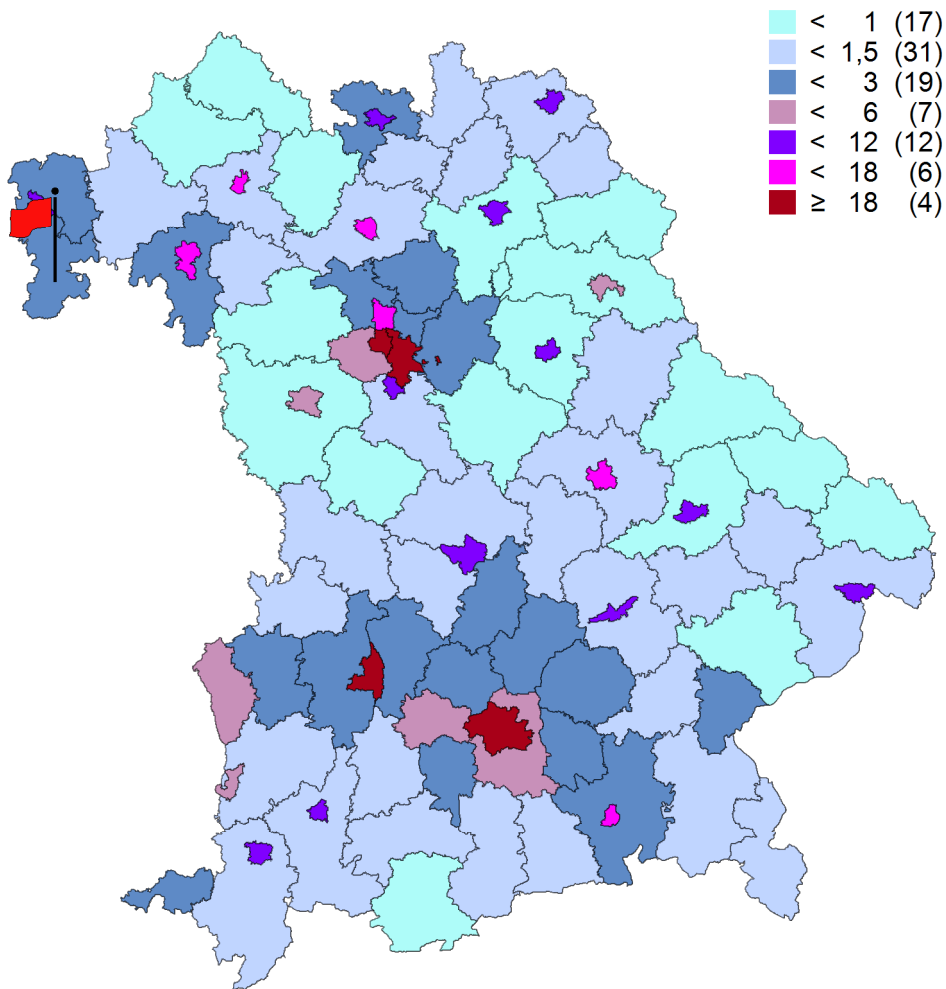 < 1 (17)
< 1,5 (31)
< 3 (19)
< 6 (7)
< 12 (12)
< 18 (6)
≥ 18 (4)